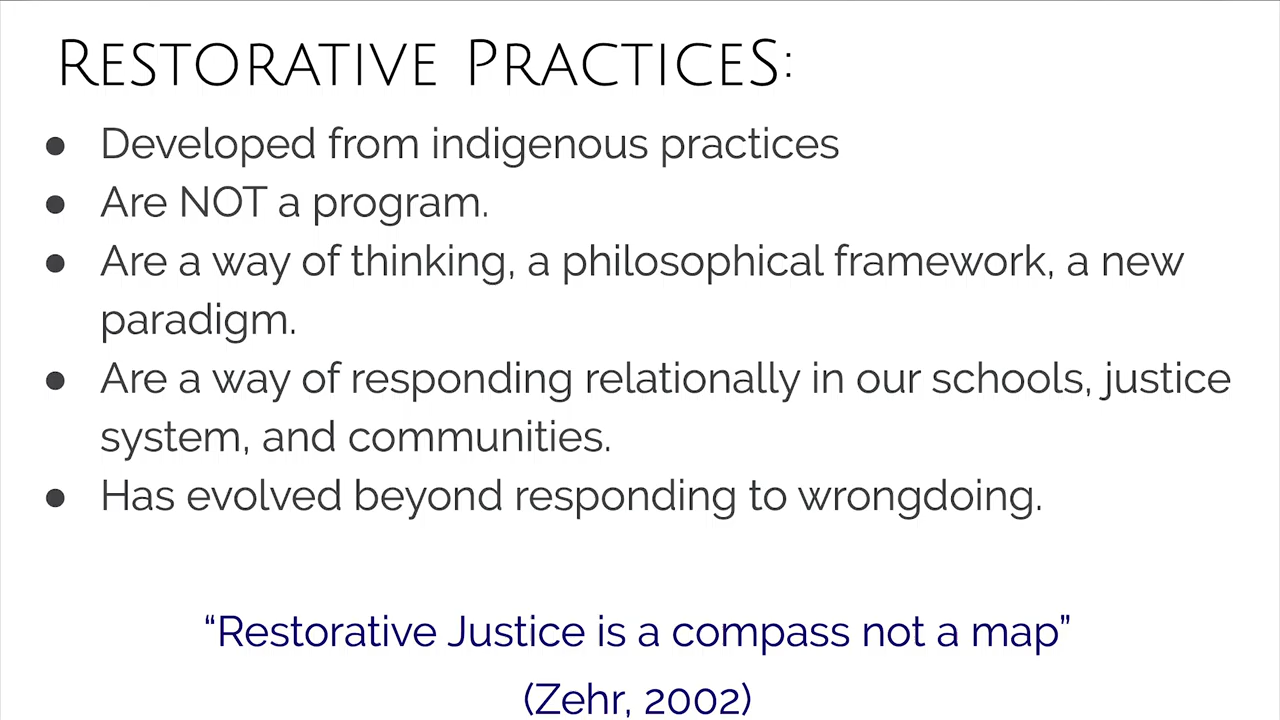 RESTORATIVE PRACTICES:
● Developed from indigenous practices
● Are NOT a program.
● Are a way of thinking, a philosophical framework, a new
paradigm.
● Are a way of responding relationally in our schools, justice
system, and communities.
● Has evolved beyond responding to wrongdoing.
“Restorative Justice is a compass not a map”
(Zehr, 2002)